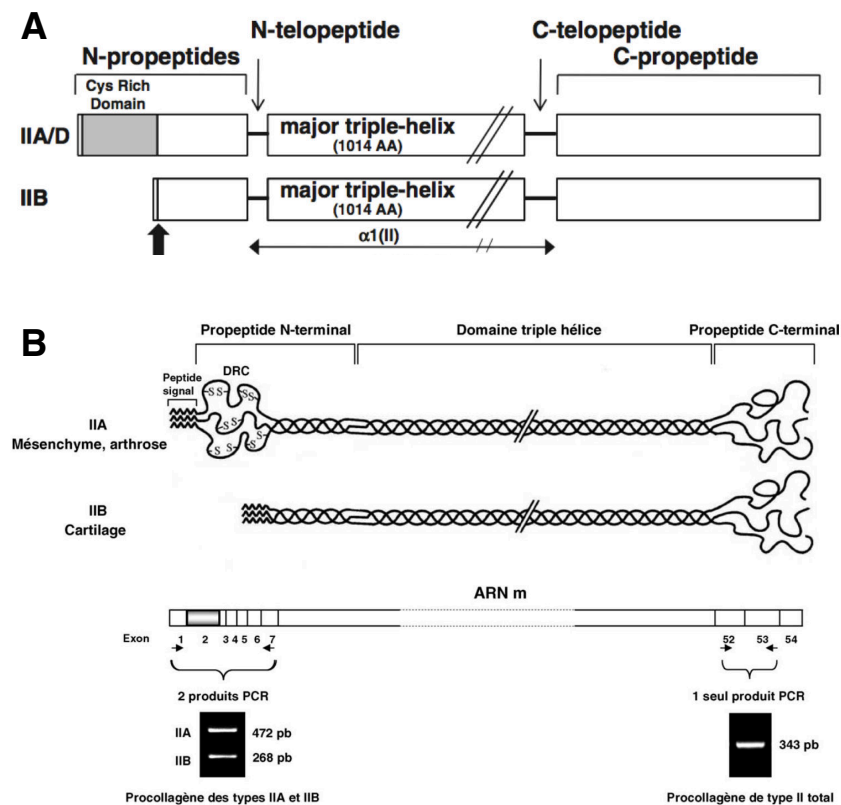 A
N-telopeptide
C-telopeptide
N-propeptides
C-propeptide
Cys Rich
Domain
IIA/D
major triple-helix
(1014 AA)
IIB
major triple-helix
(1014 AA)
α1(II)
B
Propeptide N-terminal
Domaine triple hélice
Propeptide C-terminal
Peptide
signal
DRC
SS
SS
S
S
S
S
S
S
IIA
Mésenchyme, arthrose
IIB
Cartilage
ARN m
Exon 1 2 3 4 5 6 7 52 53 54
2 produits PCR
1 seul produit PCR
IIA 472 pb
IIB 268 pb
343 pb
Procollagène des types IIA et IIB
Procollagène de type II total